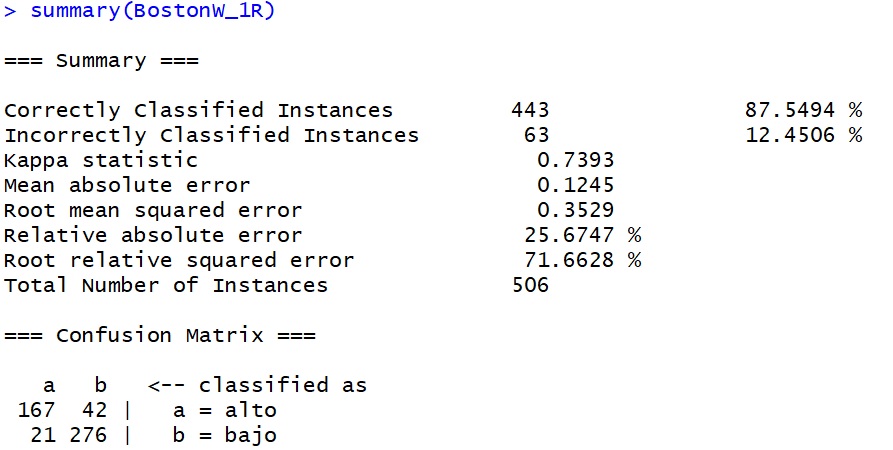 > summary(BostonW_1R)
=== Summary ===
Correctly Classified Instances 443 87.5494 %
Incorrectly Classified Instances 63 12.4506 %
Kappa statistic 0.7393
Mean absolute error 0.1245
Root mean squared error 0.3529
Relative absolute error 25.6747 %
Root relative squared error 71.6628 %
Total Number of Instances 506
=== Confusion Matrix ===
a b <-- classified as
167 42 | a = alto
21 276 | b = bajo